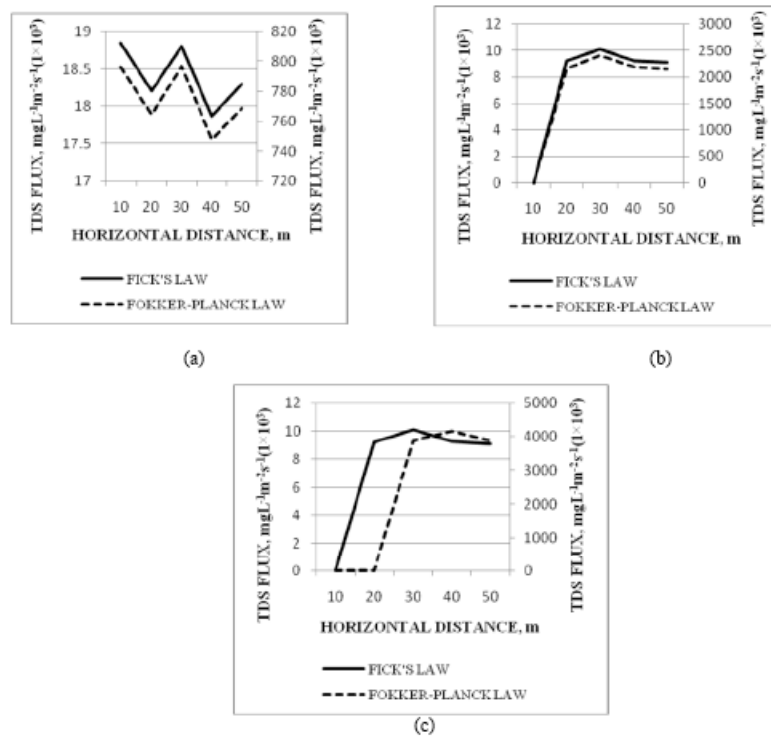 19
18.5
18
17.5
17
820
800
780
760
740
720
TDS FLUX, mgL⁻¹m⁻²s⁻¹(1×10³)
TDS FLUX, mgL⁻¹m⁻²s⁻¹(1×10³)
10 20 30 40 50
HORIZONTAL DISTANCE, m
FICK'S LAW
FOKKER-PLANCK LAW
(a)
12
10
8
6
4
2
0
3000
2500
2000
1500
1000
500
0
TDS FLUX, mgL⁻¹m⁻²s⁻¹(1×10³)
TDS FLUX, mgL⁻¹m⁻²s⁻¹(1×10³)
10 20 30 40 50
HORIZONTAL DISTANCE, m
FICK'S LAW
FOKKER-PLANCK LAW
(b)
12
10
8
6
4
2
0
5000
4000
3000
2000
1000
0
TDS FLUX, mgL⁻¹m⁻²s⁻¹(1×10³)
TDS FLUX, mgL⁻¹m⁻²s⁻¹(1×10³)
10 20 30 40 50
HORIZONTAL DISTANCE, m
FICK'S LAW
FOKKER-PLANCK LAW
(c)